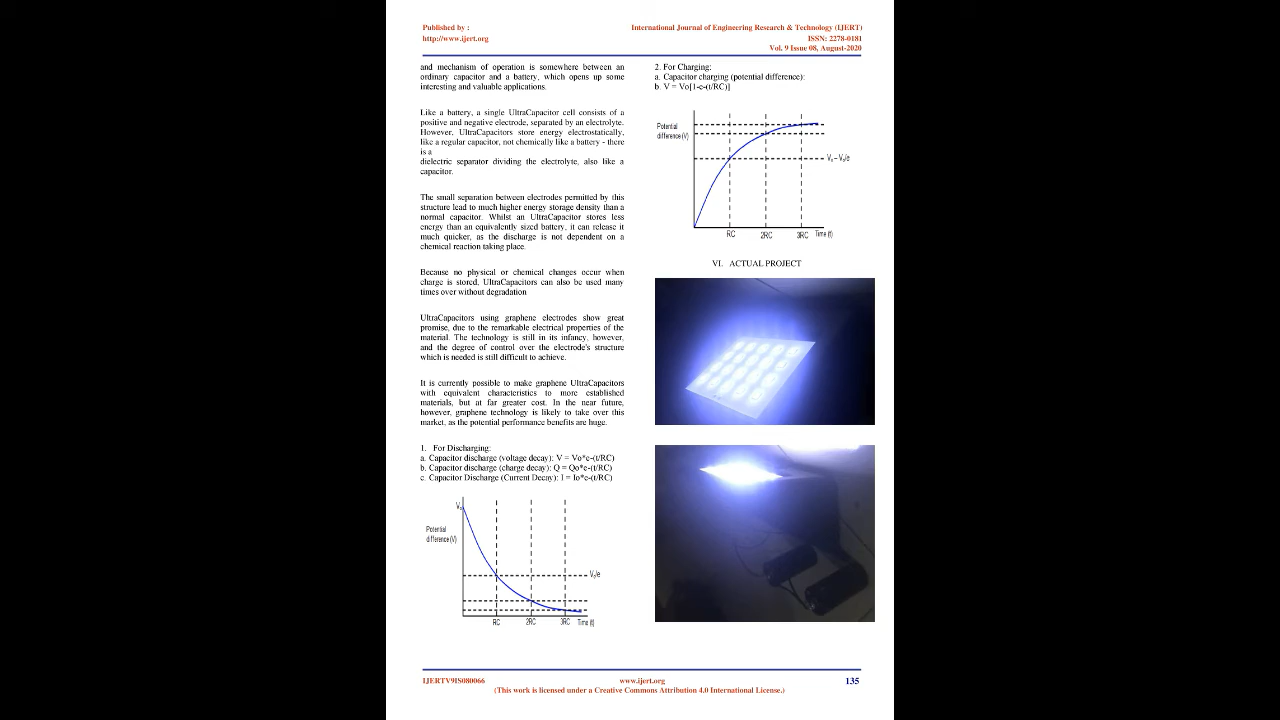 Published by :
http://www.ijert.org
International Journal of Engineering Research & Technology (IJERT)
ISSN: 2278-0181
Vol. 9 Issue 08, August-2020
and mechanism of operation is somewhere between an
ordinary capacitor and a battery, which opens up some
interesting and valuable applications.
Like a battery, a single UltraCapacitor cell consists of a
positive and negative electrode, separated by an electrolyte.
However, UltraCapacitors store energy electrostatically,
like a regular capacitor, not chemically like a battery - there
is a
dielectric separator dividing the electrolyte, also like a
capacitor.
The small separation between electrodes permitted by this
structure lead to much higher energy storage density than a
normal capacitor. Whilst an UltraCapacitor stores less
energy than an equivalently sized battery, it can release it
much quicker, as the discharge is not dependent on a
chemical reaction taking place.
Because no physical or chemical changes occur when
charge is stored, UltraCapacitors can also be used many
times over without degradation
UltraCapacitors using graphene electrodes show great
promise, due to the remarkable electrical properties of the
material. The technology is still in its infancy, however,
and the degree of control over the electrode's structure
which is needed is still difficult to achieve.
It is currently possible to make graphene UltraCapacitors
with equivalent characteristics to more established
materials, but at far greater cost. In the near future,
however, graphene technology is likely to take over this
market, as the potential performance benefits are huge.
1. For Discharging:
a. Capacitor discharge (voltage decay): V = Vo*e-(t/RC)
b. Capacitor discharge (charge decay): Q = Qo*e-(t/RC)
c. Capacitor Discharge (Current Decay): I = Io*e-(t/RC)
V₀
Potential
difference (V)
V₀/e
RC 2RC 3RC Time (t)
2. For Charging:
a. Capacitor charging (potential difference):
b. V = Vo[1-e-(t/RC)]
Potential
difference (V)
V₀ – V₀/e
RC 2RC 3RC Time (t)
VI. ACTUAL PROJECT
IJERTV9IS080066
www.ijert.org
135
(This work is licensed under a Creative Commons Attribution 4.0 International License.)